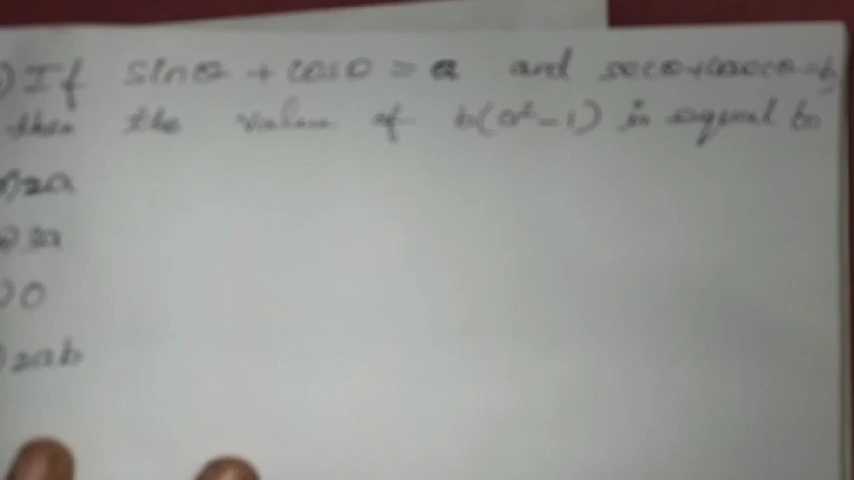 ) If sinθ + cosθ = a and secθ+cosecθ=b
then the value of b(a²-1) is equal to
) 2a
) 3a
) 0
) 2ab